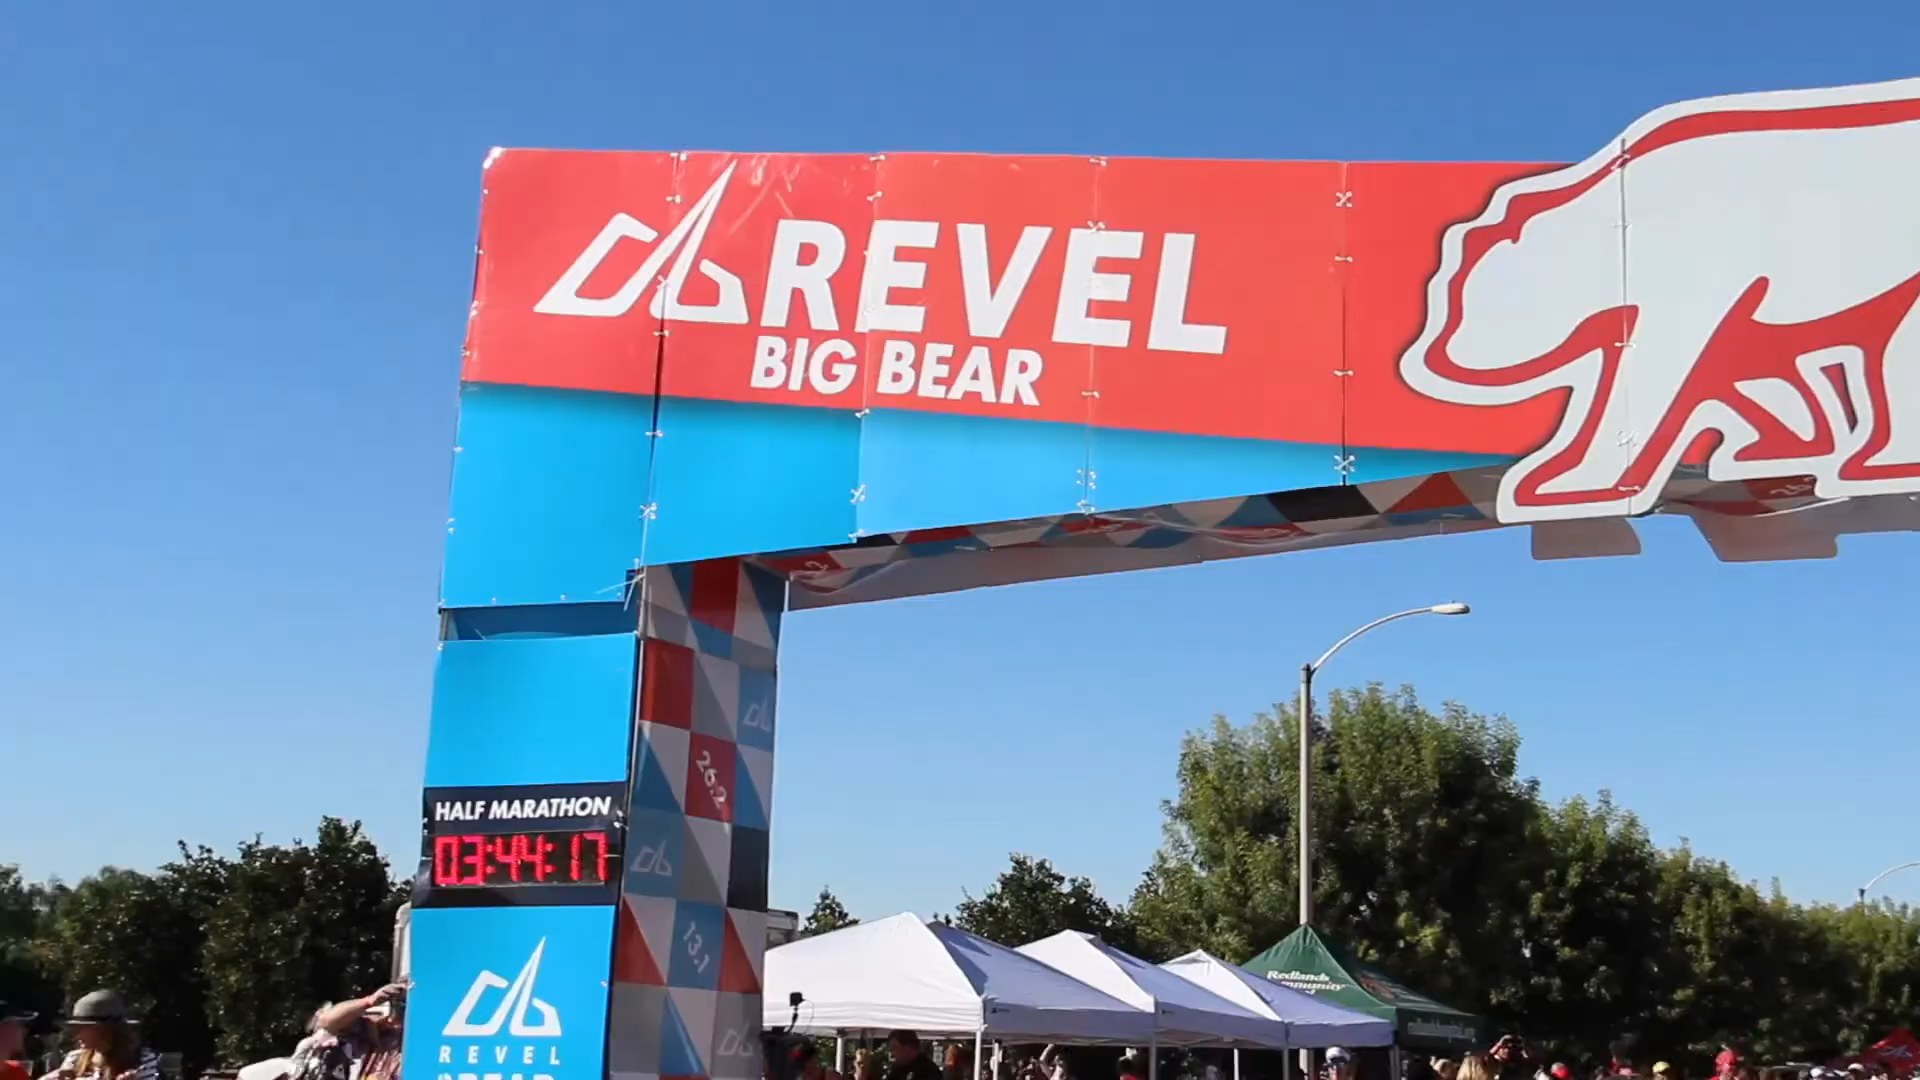 REVEL
BIG BEAR
HALF MARATHON
03:44:17
26.2
13.1
REVEL
Redlands